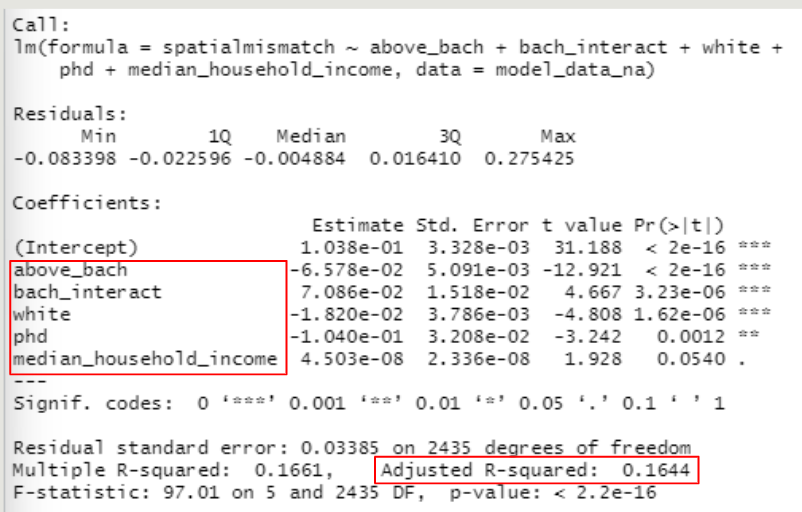 Call:
lm(formula = spatialmismatch ~ above_bach + bach_interact + white +
    phd + median_household_income, data = model_data_na)
Residuals:
      Min        1Q    Median        3Q       Max
-0.083398 -0.022596 -0.004884  0.016410  0.275425
Coefficients:
                          Estimate Std. Error t value Pr(>|t|)
(Intercept)              1.038e-01  3.328e-03  31.188  < 2e-16 ***
above_bach              -6.578e-02  5.091e-03 -12.921  < 2e-16 ***
bach_interact            7.086e-02  1.518e-02   4.667 3.23e-06 ***
white                   -1.820e-02  3.786e-03  -4.808 1.62e-06 ***
phd                     -1.040e-01  3.208e-02  -3.242   0.0012 **
median_household_income  4.503e-08  2.336e-08   1.928   0.0540 .
---
Signif. codes:  0 ‘***’ 0.001 ‘**’ 0.01 ‘*’ 0.05 ‘.’ 0.1 ‘ ’ 1
Residual standard error: 0.03385 on 2435 degrees of freedom
Multiple R-squared:  0.1661,    Adjusted R-squared:  0.1644
F-statistic: 97.01 on 5 and 2435 DF,  p-value: < 2.2e-16